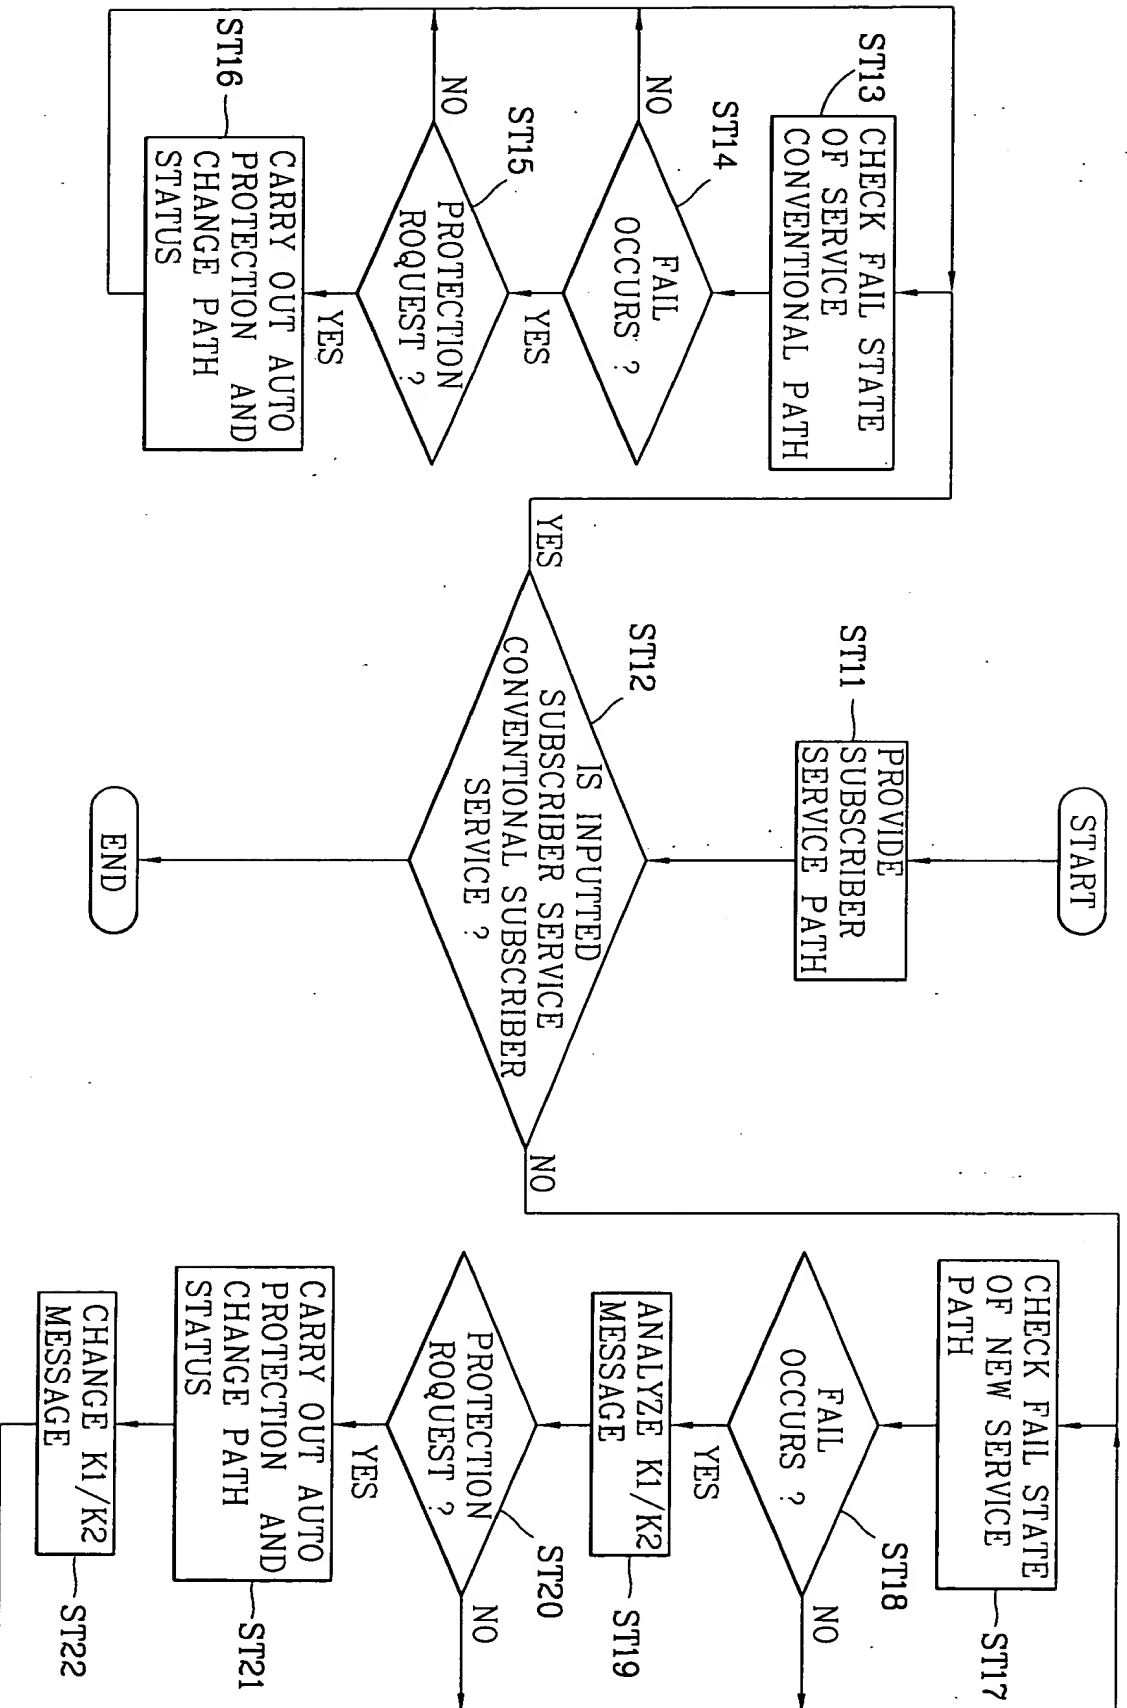 START
ST11
PROVIDE
SUBSCRIBER
SERVICE PATH
ST12
IS INPUTTED
SUBSCRIBER SERVICE
CONVENTIONAL SUBSCRIBER
SERVICE ?
YES
NO
END
ST13
CHECK FAIL STATE
OF SERVICE
CONVENTIONAL PATH
ST14
FAIL
OCCURS ?
NO
YES
ST15
PROTECTION
ROQUEST ?
NO
YES
ST16
CARRY OUT AUTO
PROTECTION AND
CHANGE PATH
STATUS
CHECK FAIL STATE
OF NEW SERVICE
PATH
ST17
FAIL
OCCURS ?
ST18
NO
YES
ANALYZE K1/K2
MESSAGE
ST19
PROTECTION
ROQUEST ?
ST20
NO
YES
CARRY OUT AUTO
PROTECTION AND
CHANGE PATH
STATUS
ST21
CHANGE K1/K2
MESSAGE
ST22